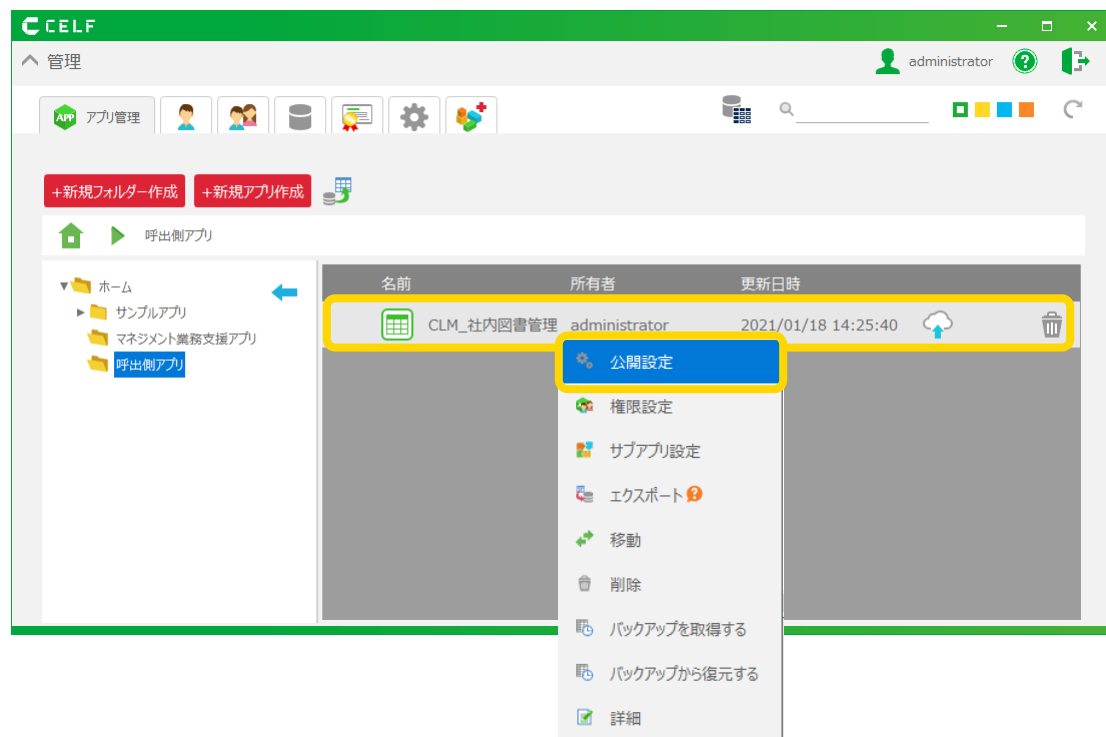 CELF
管理
administrator
APP アプリ管理
+新規フォルダー作成 +新規アプリ作成
呼出側アプリ
ホーム
サンプルアプリ
マネジメント業務支援アプリ
呼出側アプリ
名前 所有者 更新日時
CLM_社内図書管理 administrator 2021/01/18 14:25:40
公開設定
権限設定
サブアプリ設定
エクスポート
移動
削除
バックアップを取得する
バックアップから復元する
詳細